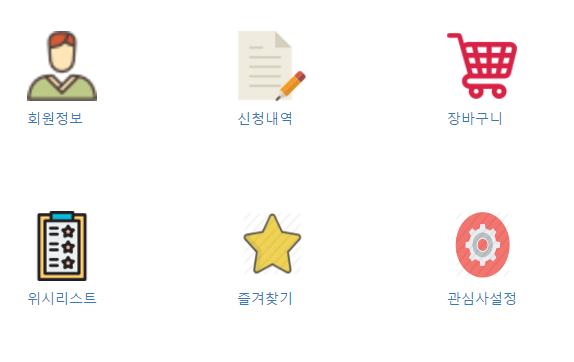 회원정보
신청내역
장바구니
위시리스트
즐겨찾기
관심사설정